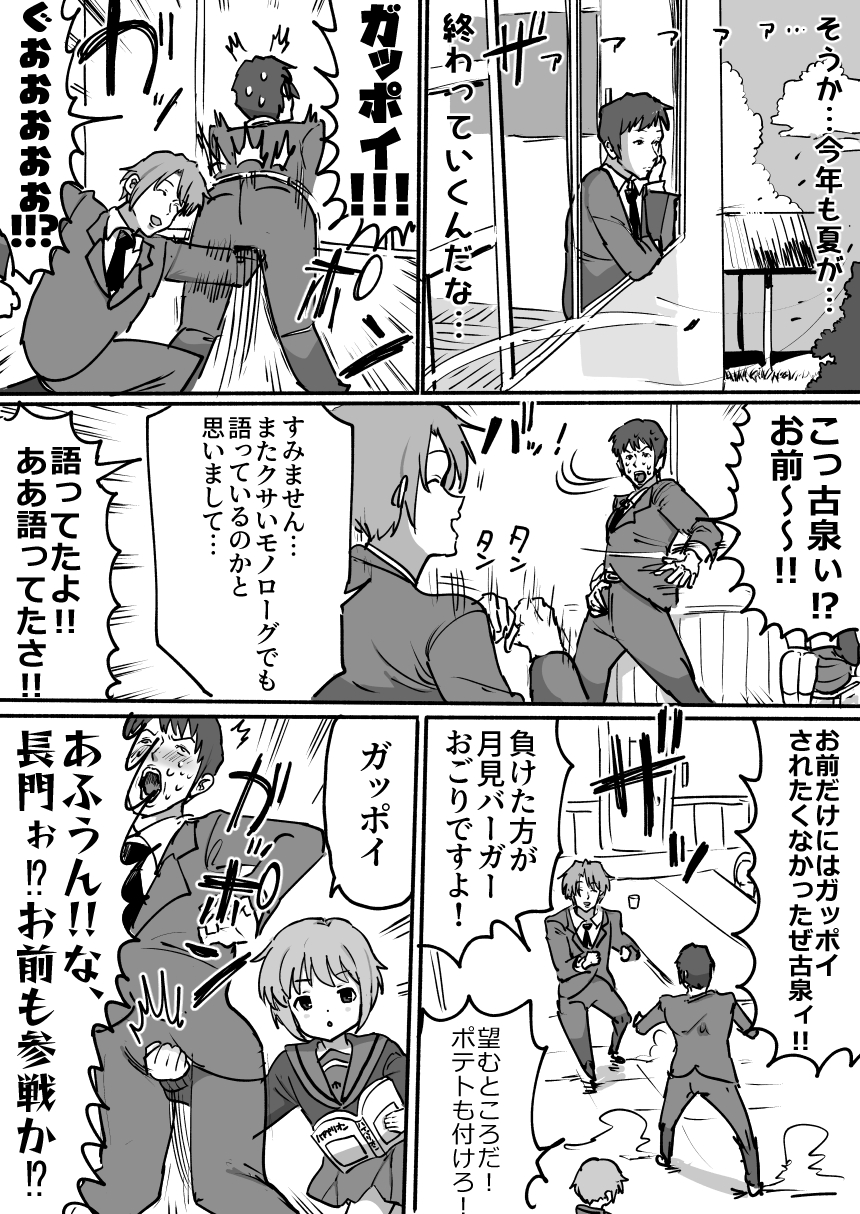 そうか…今年も夏が…
ァァァァ…
ザァ
終わっていくんだな…
ガッポイ!!!
ガッ
ポイーン
ぐぉぉぉぉぉぉ!!!?
こっ古泉ぃ!?
お前〜〜!!
バッ!
タンタン
すみません…
またクサいモノローグでも
語っているのかと
思いまして…
語ってたよ!!
ああ語ってたさ!!
お前だけにはガッポイ
されたくなかったぜ古泉ィ!!
負けた方が
月見バーガー
おごりですよ!
望むところだ!
ポテトも付けろ!
ガッポイ
ガッ
ポイ
あふうん!!な、
長門ぉ!?お前も参戦か!?